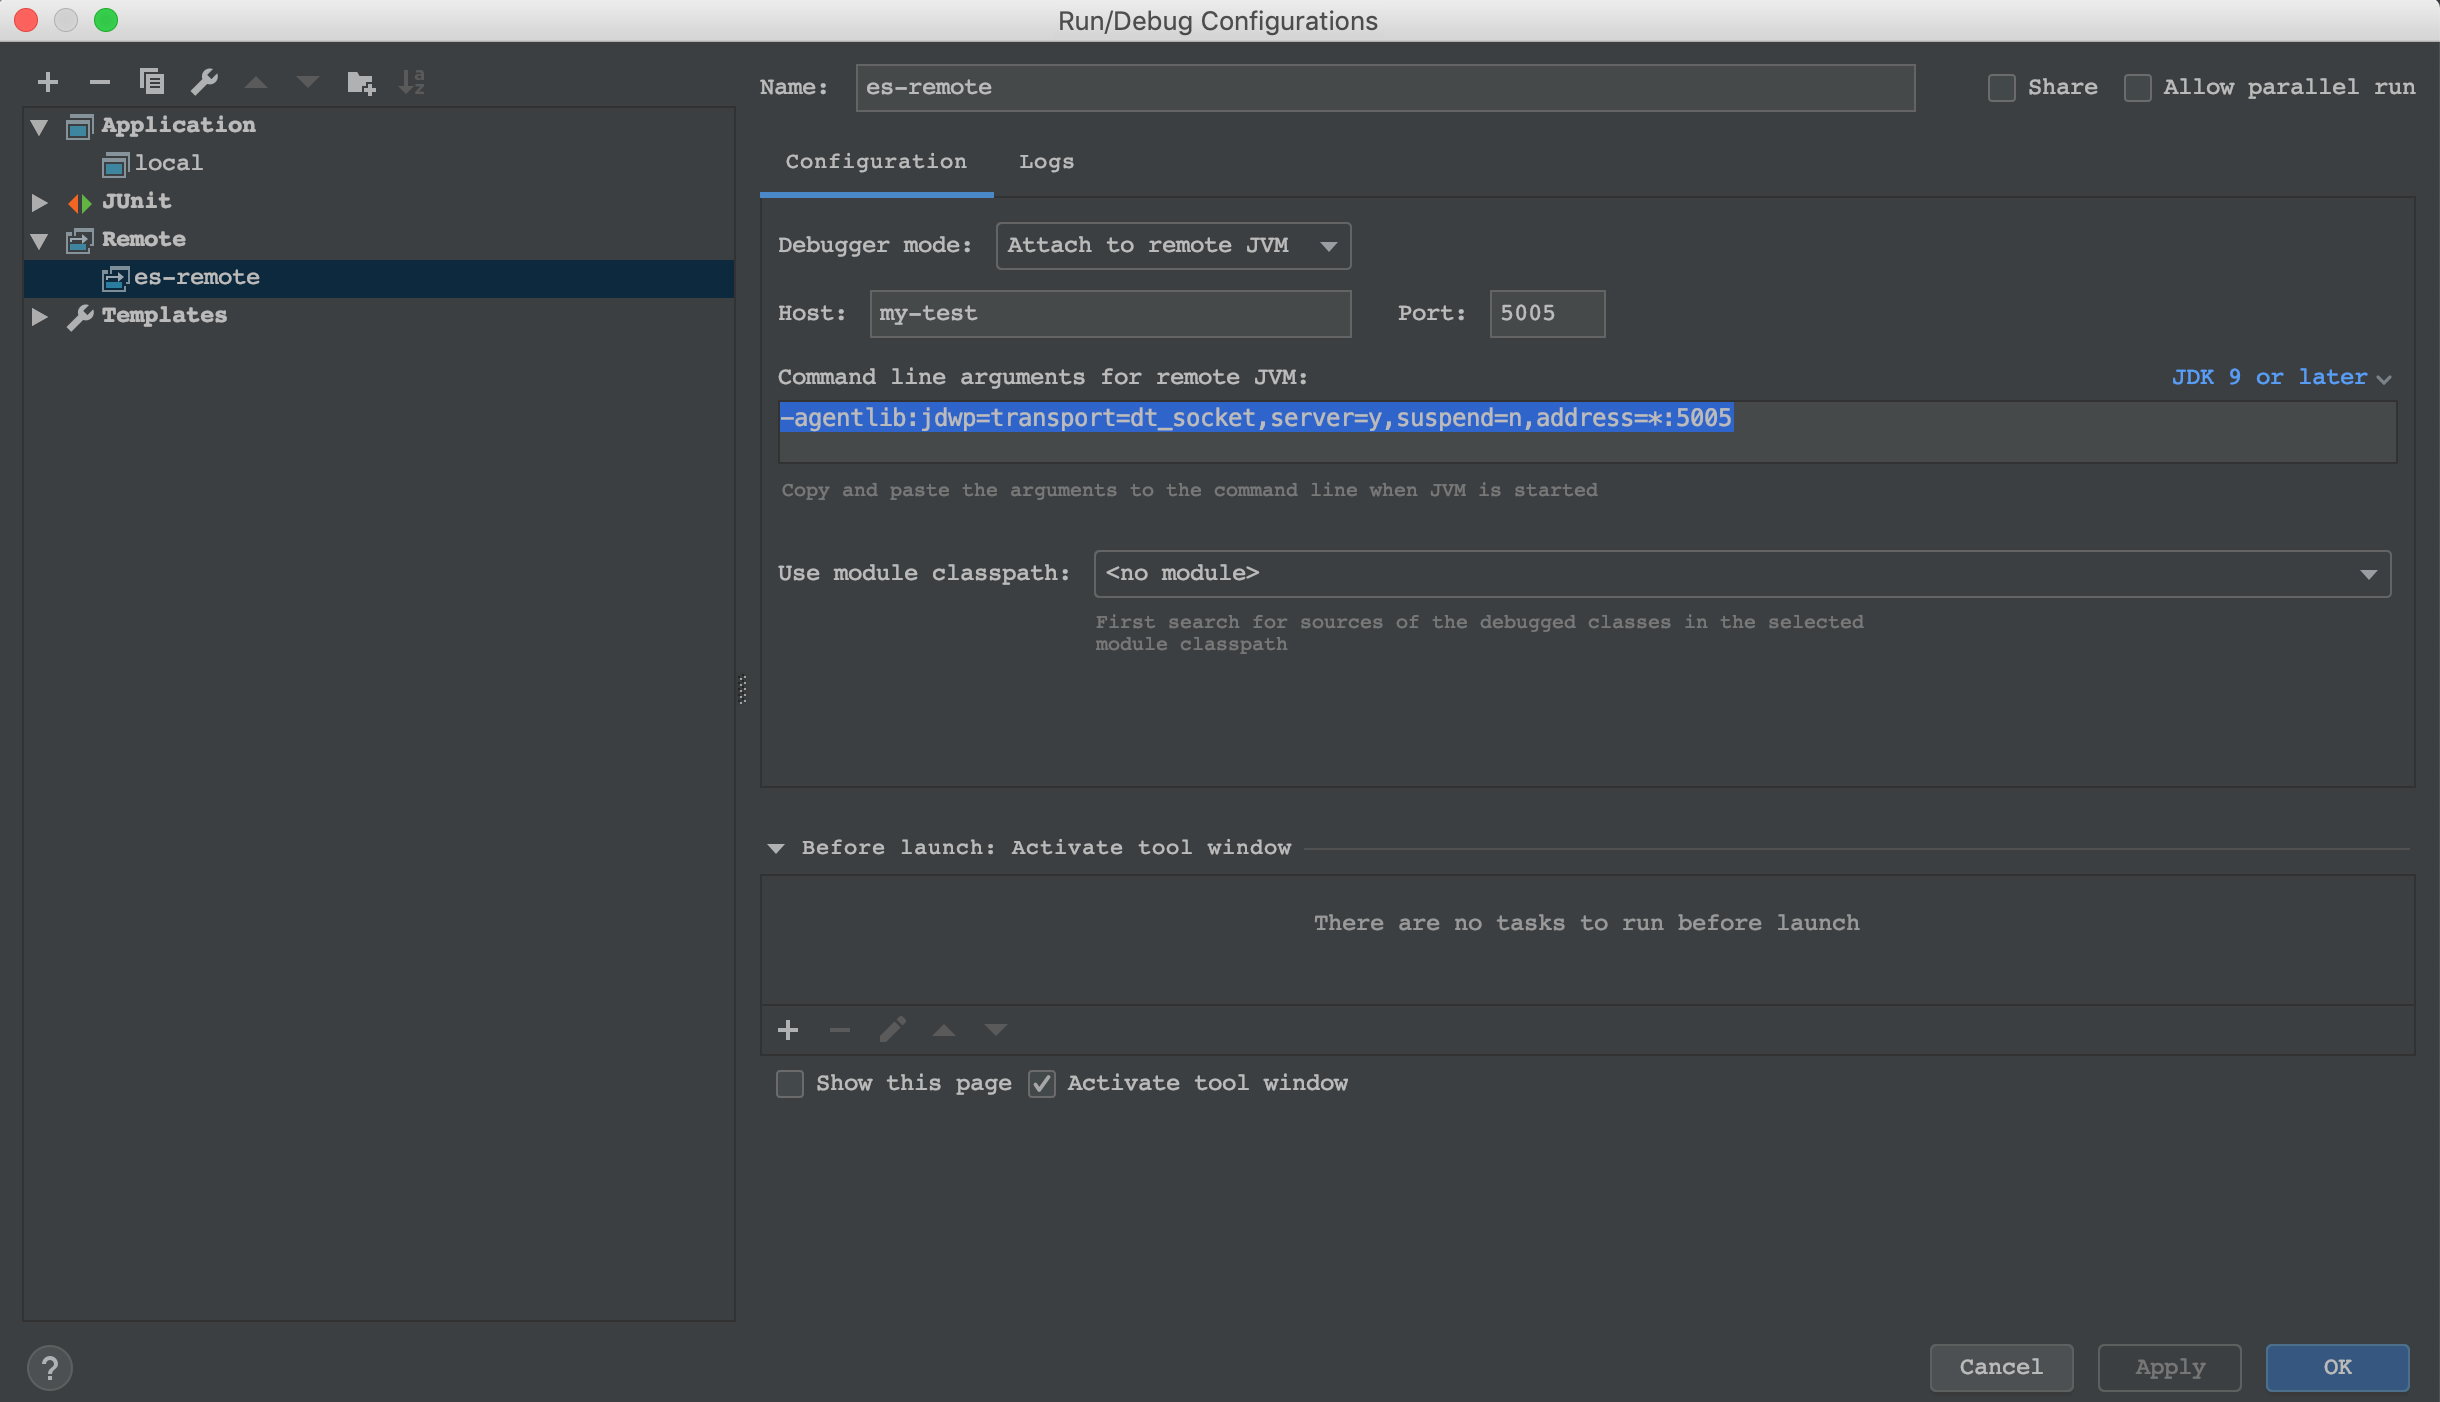 Run/Debug Configurations
Application
local
JUnit
Remote
es-remote
Templates
Name: es-remote Share Allow parallel run
Configuration Logs
Debugger mode: Attach to remote JVM
Host: my-test Port: 5005
Command line arguments for remote JVM: JDK 9 or later
-agentlib:jdwp=transport=dt_socket,server=y,suspend=n,address=*:5005
Copy and paste the arguments to the command line when JVM is started
Use module classpath: <no module>
First search for sources of the debugged classes in the selected
module classpath
Before launch: Activate tool window
There are no tasks to run before launch
Show this page Activate tool window
? Cancel Apply OK